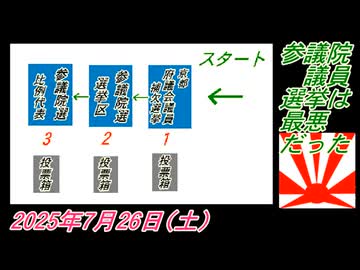 スタート
京都
府議会議員
補欠選挙
1
参議院選
選挙区
2
参議院選
比例代表
3
投票箱
投票箱
投票箱
参議院
議員
選挙は
最悪
だった
2025年7月26日(土)